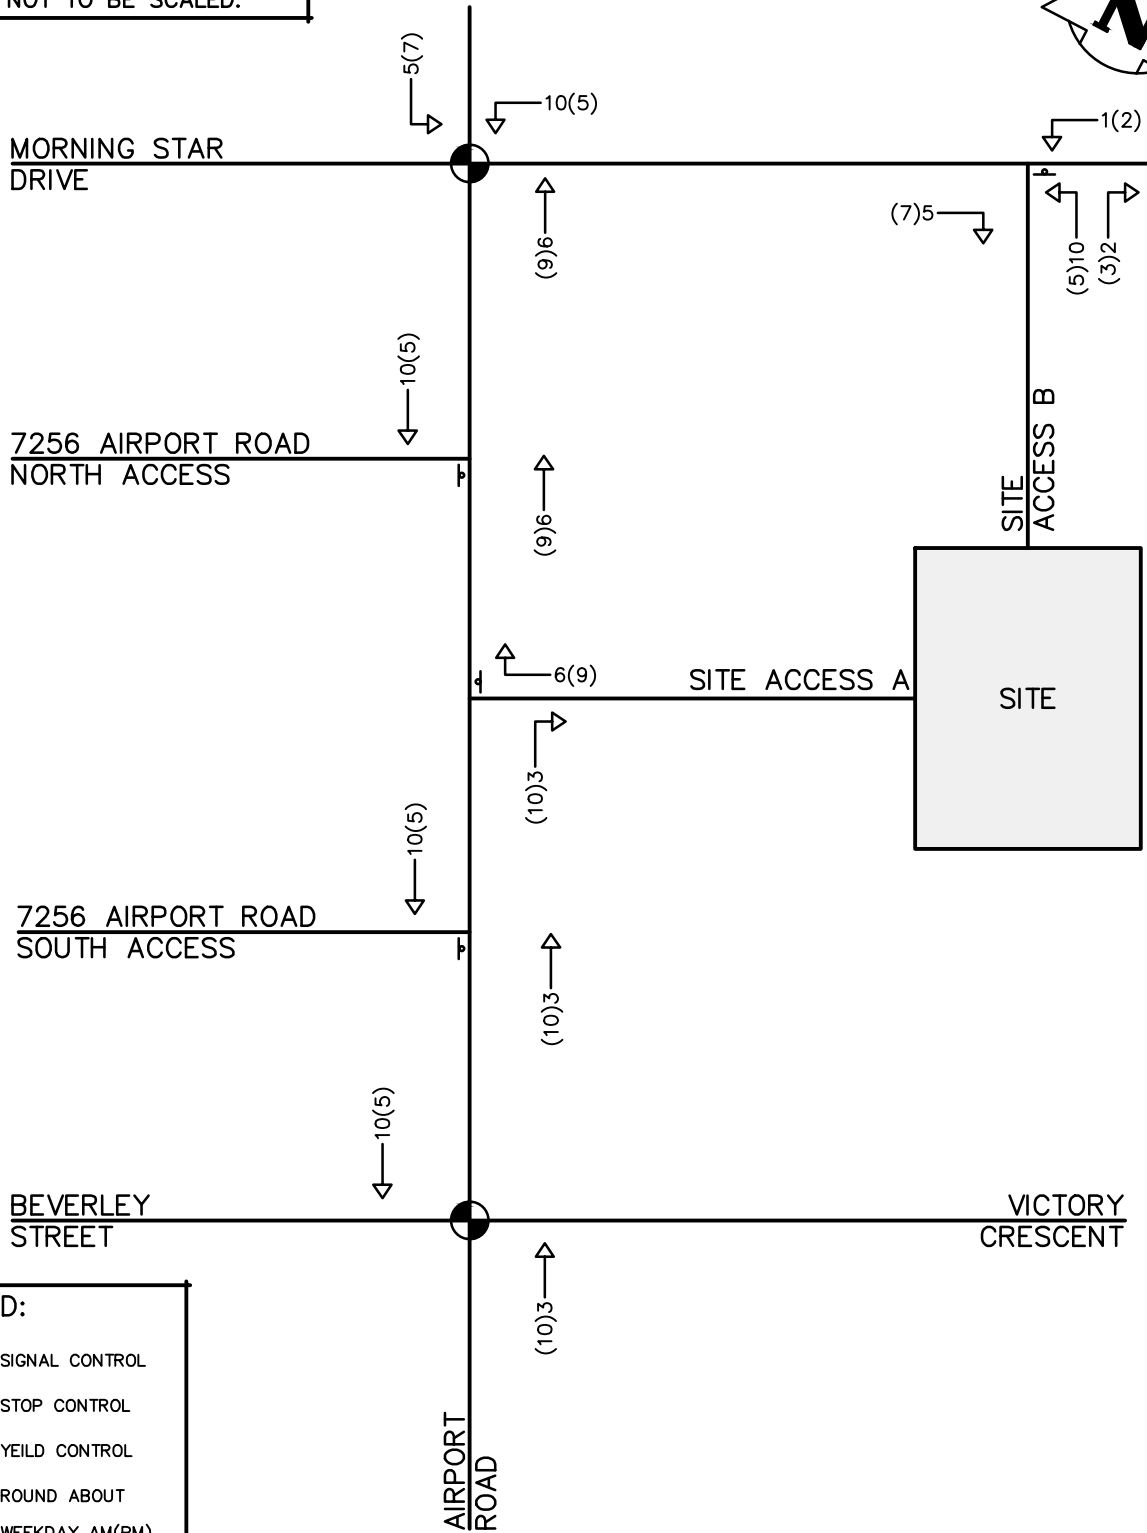 NOT TO BE SCALED.
N
5(7)
10(5)
1(2)
MORNING STAR
DRIVE
(9)6
(7)5
(5)10
(3)2
10(5)
7256 AIRPORT ROAD
NORTH ACCESS
(9)6
SITE
ACCESS B
6(9)
SITE ACCESS A
SITE
(10)3
10(5)
7256 AIRPORT ROAD
SOUTH ACCESS
(10)3
10(5)
BEVERLEY
STREET
VICTORY
CRESCENT
(10)3
D:
SIGNAL CONTROL
STOP CONTROL
YEILD CONTROL
ROUND ABOUT
WEEKDAY AM(PM)
AIRPORT
ROAD